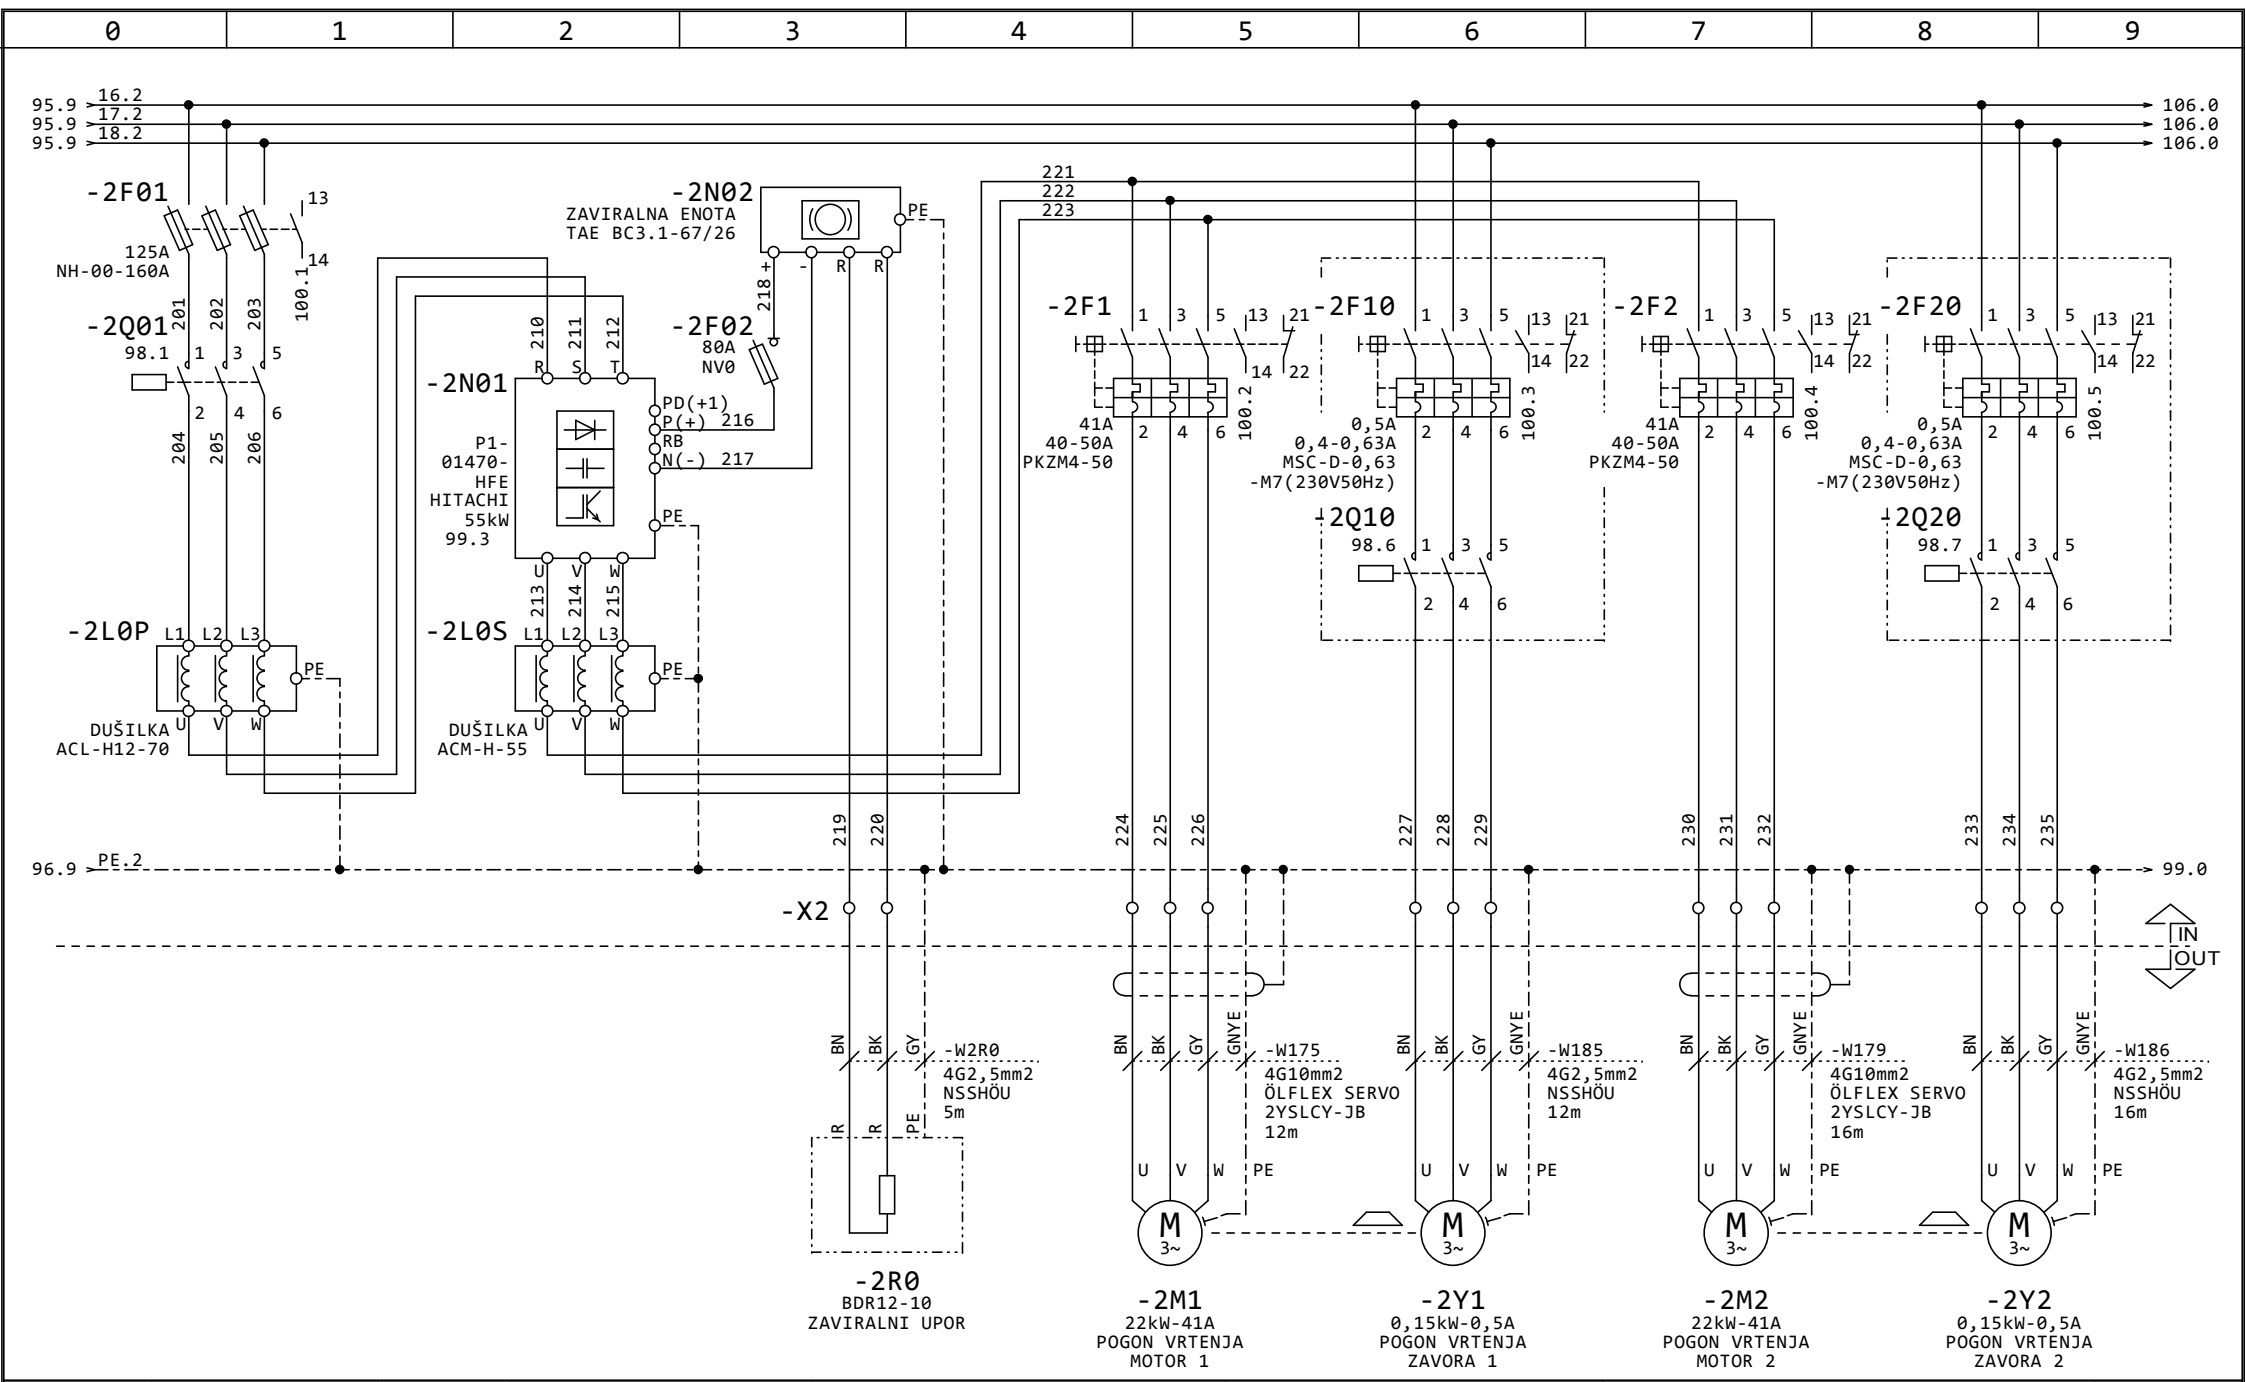 0 1 2 3 4 5 6 7 8 9
95.9 16.2 106.0
95.9 17.2 106.0
95.9 18.2 106.0
-2F01
125A
NH-00-160A
13
14
100.1
201 202 203
-2Q01
98.1 1 3 5
2 4 6
204 205 206
-2L0P L1 L2 L3
PE
U V W
DUŠILKA
ACL-H12-70
210 211 212
R S T
-2N01
P1-
01470-
HFE
HITACHI
55kW
99.3
PD(+1)
P(+) 216
RB
N(-) 217
PE
U V W
213 214 215
-2L0S L1 L2 L3
PE
U V W
DUŠILKA
ACM-H-55
-2N02
ZAVIRALNA ENOTA
TAE BC3.1-67/26
PE
+ - R R
218
-2F02
80A
NV0
221
222
223
-2F1 1 3 5 13 21
14 22
2 4 6
41A
40-50A
PKZM4-50
100.2
-2F10 1 3 5 13 21
14 22
2 4 6
0,5A
0,4-0,63A
MSC-D-0,63
-M7(230V50Hz)
100.3
-2Q10
98.6 1 3 5
2 4 6
-2F2 1 3 5 13 21
14 22
2 4 6
41A
40-50A
PKZM4-50
100.4
-2F20 1 3 5 13 21
14 22
2 4 6
0,5A
0,4-0,63A
MSC-D-0,63
-M7(230V50Hz)
100.5
-2Q20
98.7 1 3 5
2 4 6
219 220 224 225 226 227 228 229 230 231 232 233 234 235
96.9 PE.2 99.0
-X2
IN
OUT
BN BK GY
-W2R0
4G2,5mm2
NSSHÖU
5m
R R PE
-2R0
BDR12-10
ZAVIRALNI UPOR
BN BK GY GNYE
-W175
4G10mm2
ÖLFLEX SERVO
2YSLCY-JB
12m
U V W PE
M
3~
-2M1
22kW-41A
POGON VRTENJA
MOTOR 1
BN BK GY GNYE
-W185
4G2,5mm2
NSSHÖU
12m
U V W PE
M
3~
-2Y1
0,15kW-0,5A
POGON VRTENJA
ZAVORA 1
BN BK GY GNYE
-W179
4G10mm2
ÖLFLEX SERVO
2YSLCY-JB
16m
U V W PE
M
3~
-2M2
22kW-41A
POGON VRTENJA
MOTOR 2
BN BK GY GNYE
-W186
4G2,5mm2
NSSHÖU
16m
U V W PE
M
3~
-2Y2
0,15kW-0,5A
POGON VRTENJA
ZAVORA 2